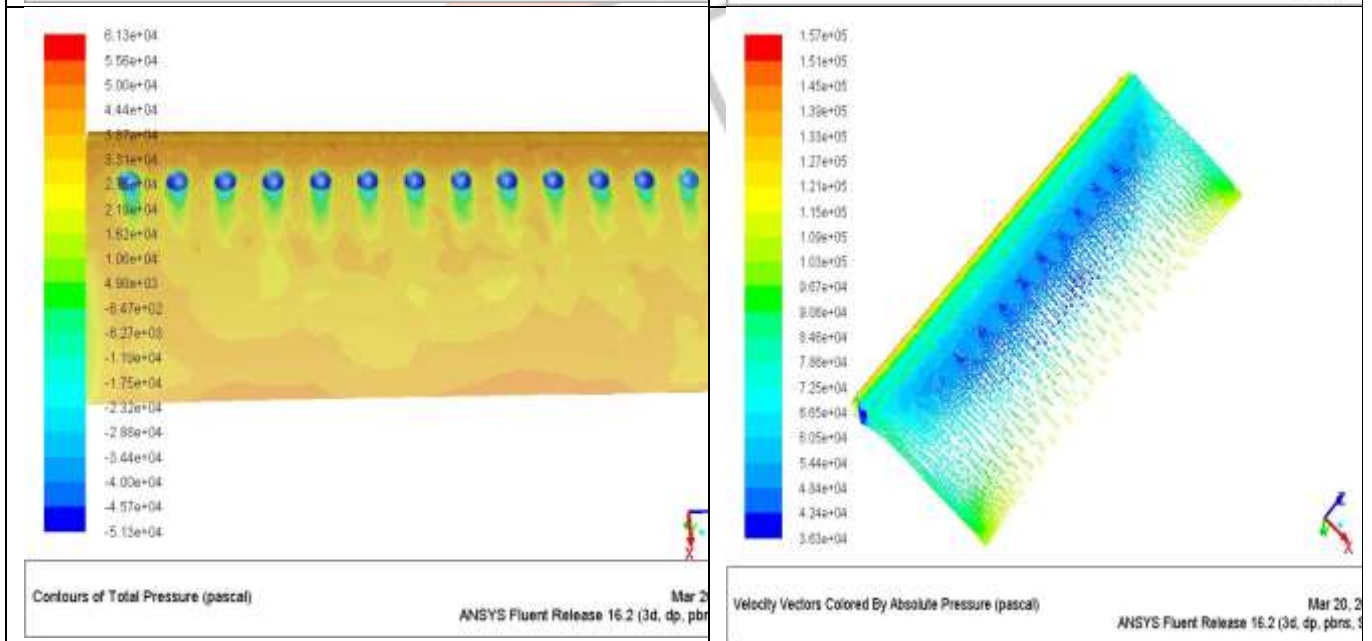 6.13e+04
5.56e+04
5.00e+04
4.44e+04
3.87e+04
3.31e+04
2.19e+04
1.62e+04
1.06e+04
4.98e+03
-6.47e+02
-6.27e+03
-1.19e+04
-1.75e+04
-2.32e+04
-2.88e+04
-3.44e+04
-4.00e+04
-4.57e+04
-5.13e+04
X
Contours of Total Pressure (pascal)
Mar 2
ANSYS Fluent Release 16.2 (3d, dp, pbn
1.57e+05
1.51e+05
1.45e+05
1.39e+05
1.33e+05
1.27e+05
1.21e+05
1.15e+05
1.09e+05
1.03e+05
9.67e+04
9.06e+04
8.46e+04
7.86e+04
7.25e+04
6.65e+04
6.05e+04
5.44e+04
4.84e+04
4.24e+04
3.63e+04
Z
X
Velocity Vectors Colored By Absolute Pressure (pascal)
Mar 20, 2
ANSYS Fluent Release 16.2 (3d, dp, pbns, S